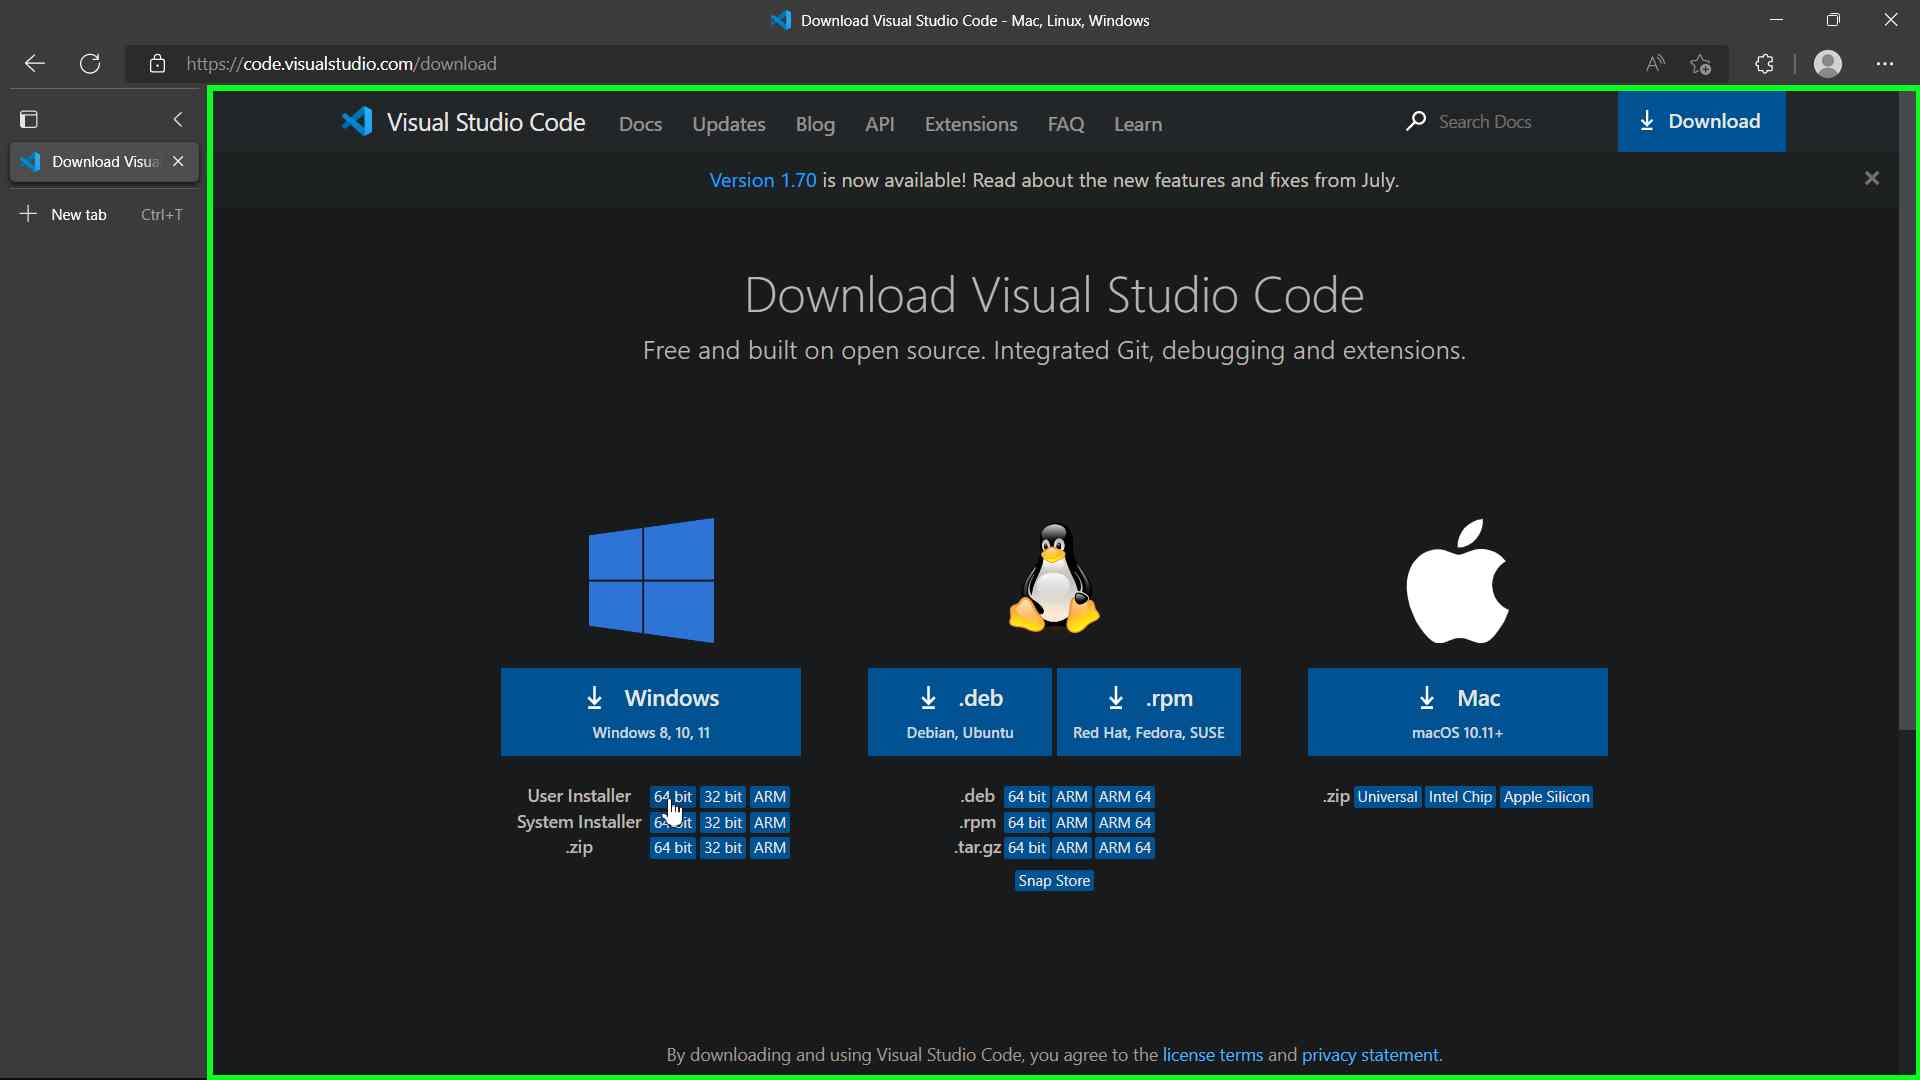 Download Visual Studio Code - Mac, Linux, Windows
https://code.visualstudio.com/download
Download Visua
New tab Ctrl+T
Visual Studio Code Docs Updates Blog API Extensions FAQ Learn Search Docs Download
Version 1.70 is now available! Read about the new features and fixes from July.
Download Visual Studio Code
Free and built on open source. Integrated Git, debugging and extensions.
Windows
Windows 8, 10, 11
.deb
Debian, Ubuntu
.rpm
Red Hat, Fedora, SUSE
Mac
macOS 10.11+
User Installer 64 bit 32 bit ARM
System Installer 64 bit 32 bit ARM
.zip 64 bit 32 bit ARM
.deb 64 bit ARM ARM 64
.rpm 64 bit ARM ARM 64
.tar.gz 64 bit ARM ARM 64
Snap Store
.zip Universal Intel Chip Apple Silicon
By downloading and using Visual Studio Code, you agree to the license terms and privacy statement.